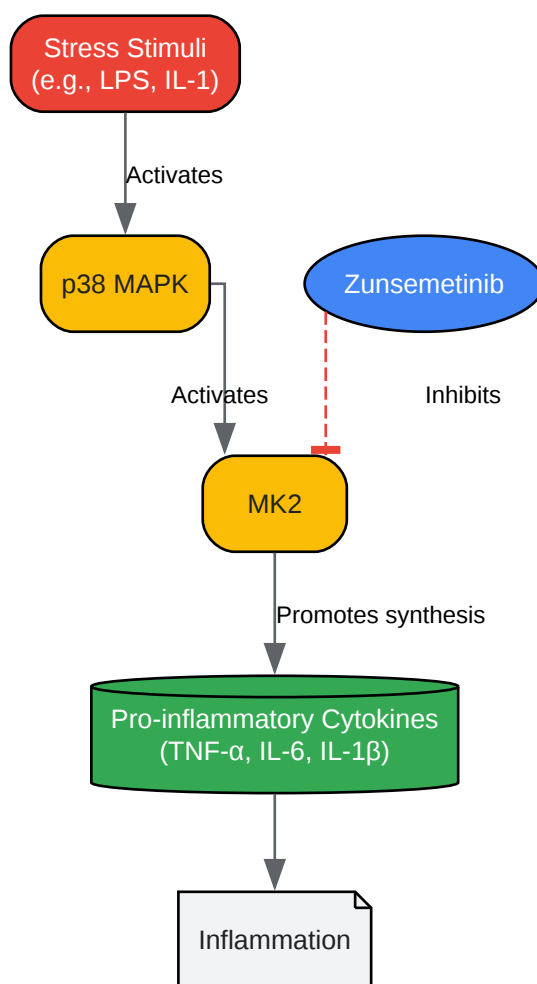 Stress Stimuli
(e.g., LPS, IL-1)
Activates
p38 MAPK
Zunsemetinib
Activates
Inhibits
MK2
Promotes synthesis
Pro-inflammatory Cytokines
(TNF-α, IL-6, IL-1β)
Inflammation